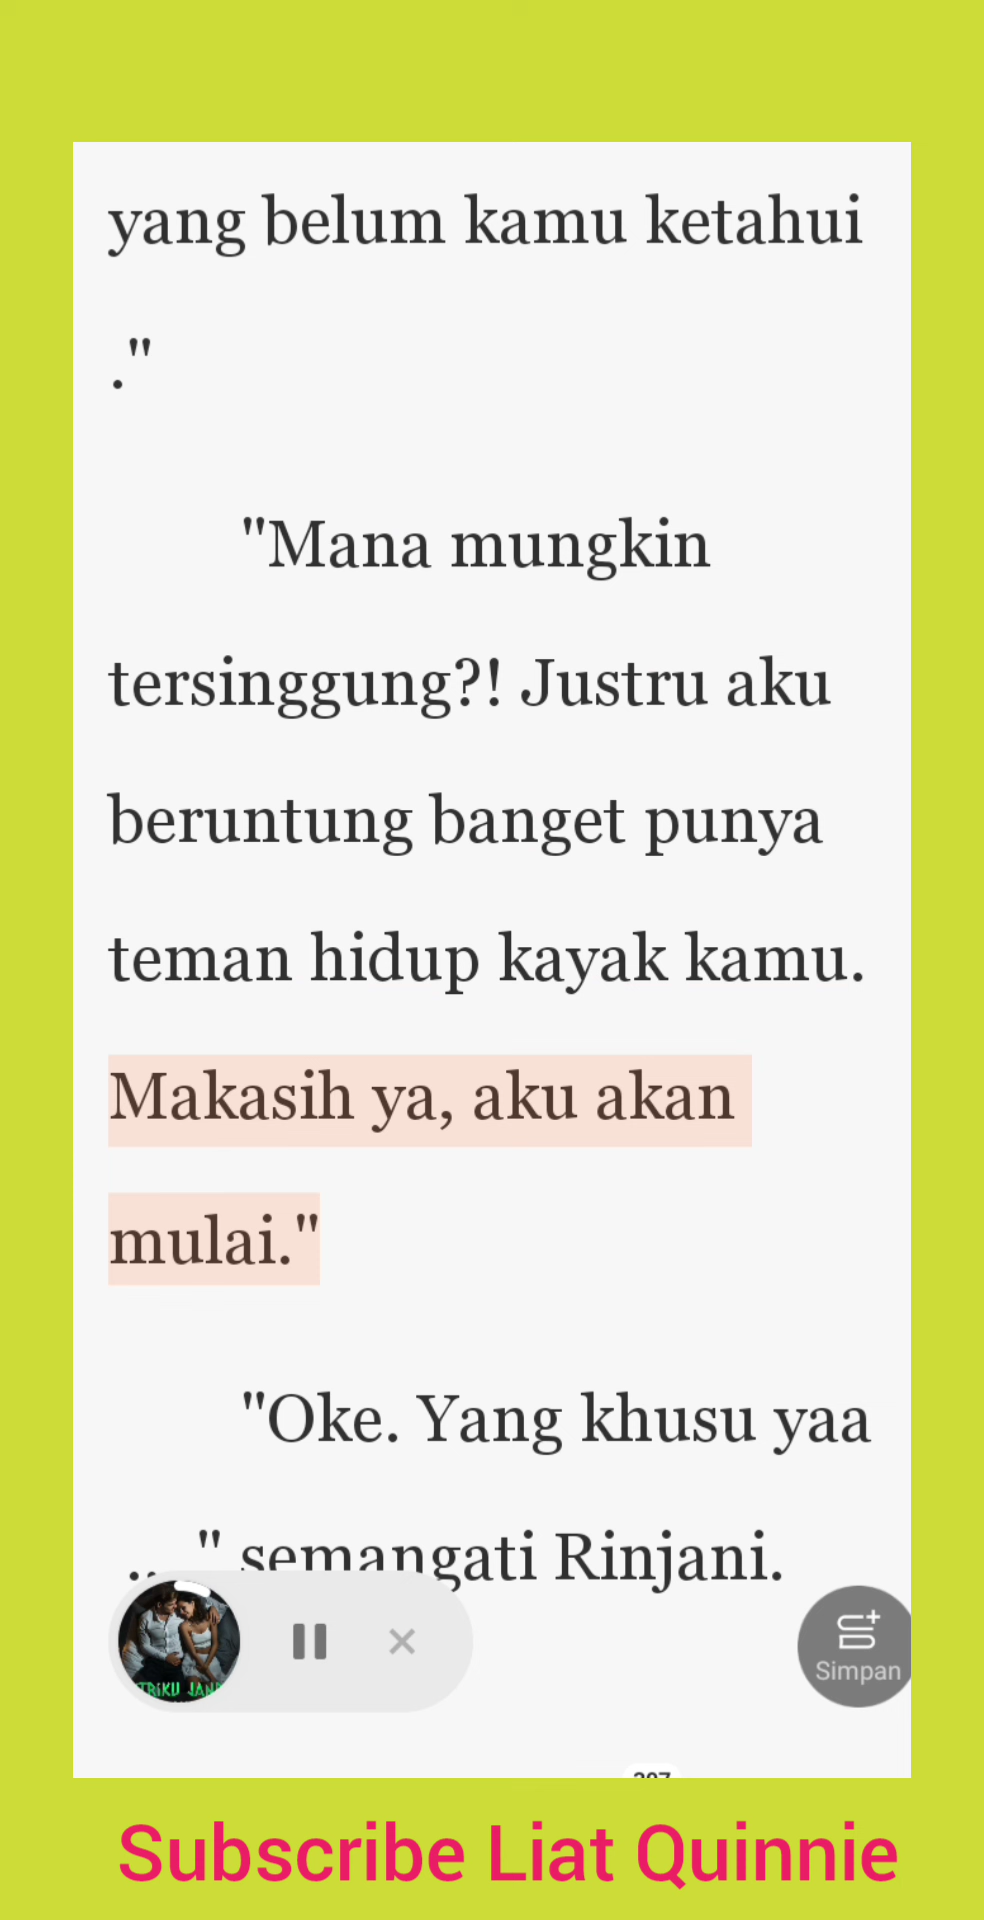 yang belum kamu ketahui
."
"Mana mungkin
tersinggung?! Justru aku
beruntung banget punya
teman hidup kayak kamu.
Makasih ya, aku akan
mulai."
"Oke. Yang khusu yaa
..." semangati Rinjani.
Simpan
Subscribe Liat Quinnie